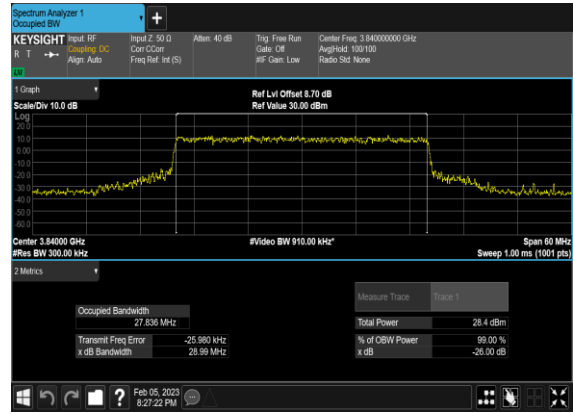 Spectrum Analyzer 1
Occupied BW
+
KEYSIGHT Input: RF Input Z: 50 Ω Atten: 40 dB Trig: Free Run Center Freq: 3.840000000 GHz
R T Coupling: DC Corr CCorr Gate: Off Avg|Hold: 100/100
Align: Auto Freq Ref: Int (S) #IF Gain: Low Radio Std: None
LW
1 Graph
Ref Lvl Offset 8.70 dB
Scale/Div 10.0 dB Ref Value 30.00 dBm
Log
20.0
10.0
0.00
-10.0
-20.0
-30.0
-40.0
-50.0
-60.0
Center 3.84000 GHz #Video BW 910.00 kHz* Span 60 MHz
#Res BW 300.00 kHz Sweep 1.00 ms (1001 pts)
2 Metrics
Measure Trace Trace 1
Occupied Bandwidth
27.836 MHz Total Power 28.4 dBm
Transmit Freq Error -25.980 kHz % of OBW Power 99.00 %
x dB Bandwidth 28.99 MHz x dB -26.00 dB
? Feb 05, 2023
8:27:22 PM